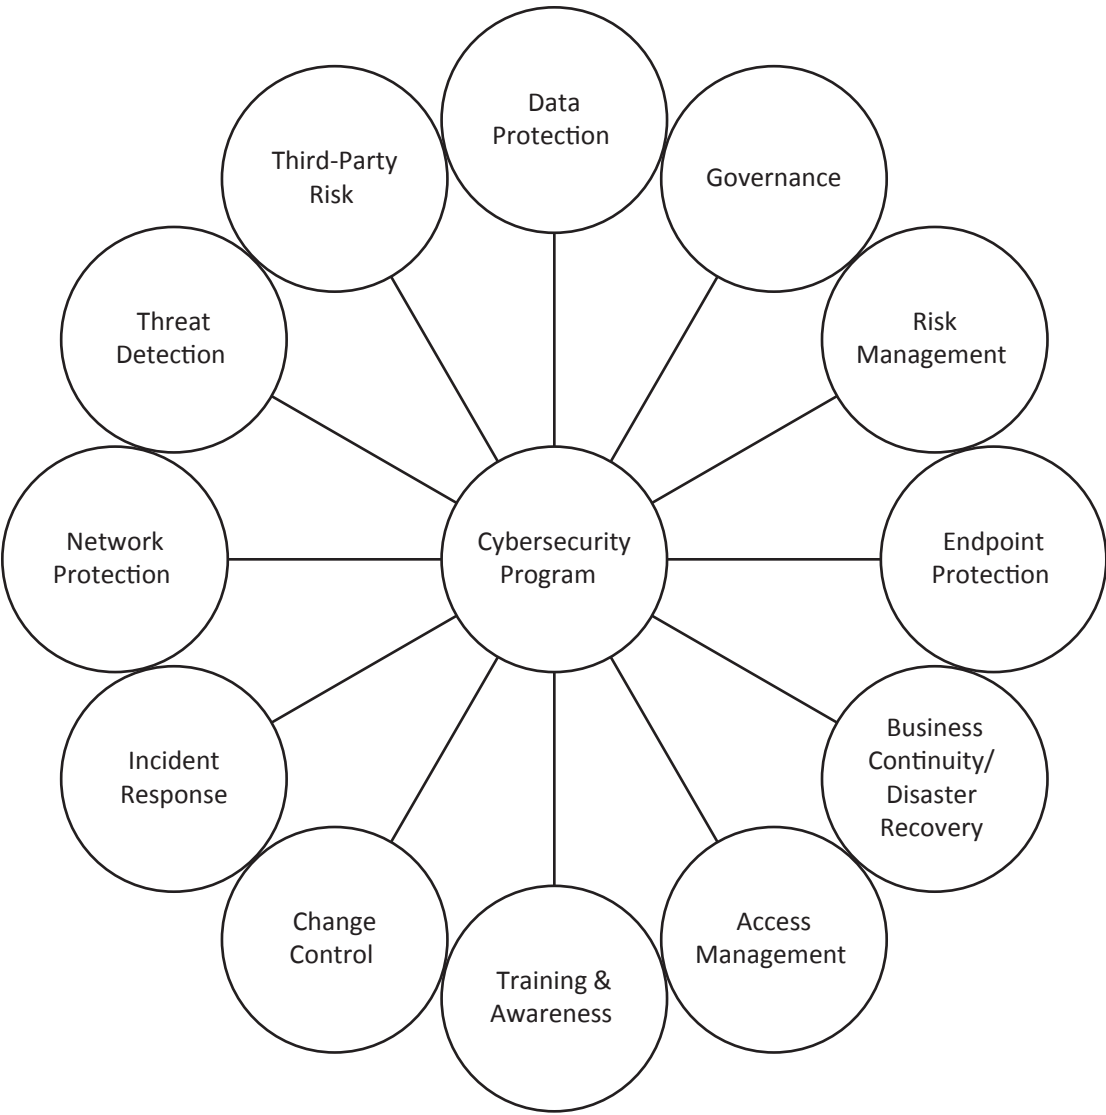 Data
Protection
Governance
Risk
Management
Endpoint
Protection
Business
Continuity/
Disaster
Recovery
Access
Management
Training &
Awareness
Change
Control
Incident
Response
Network
Protection
Threat
Detection
Third-Party
Risk
Cybersecurity
Program